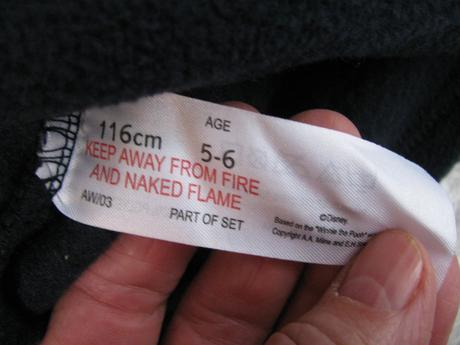 AGE
116cm 5-6
KEEP AWAY FROM FIRE
AND NAKED FLAME
AW/03 PART OF SET
©Disney
Based on the "Winnie the Pooh"
Copyright A.A. Milne and E.H.